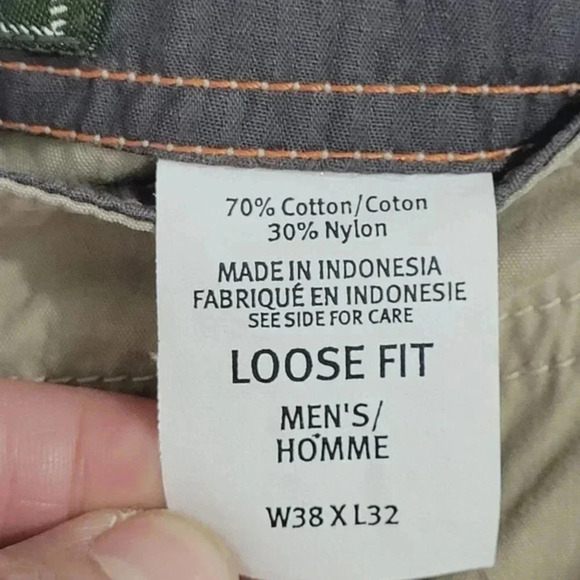 70% Cotton/Coton
30% Nylon
MADE IN INDONESIA
FABRIQUÉ EN INDONESIE
SEE SIDE FOR CARE
LOOSE FIT
MEN'S/
HOMME
W38 X L32